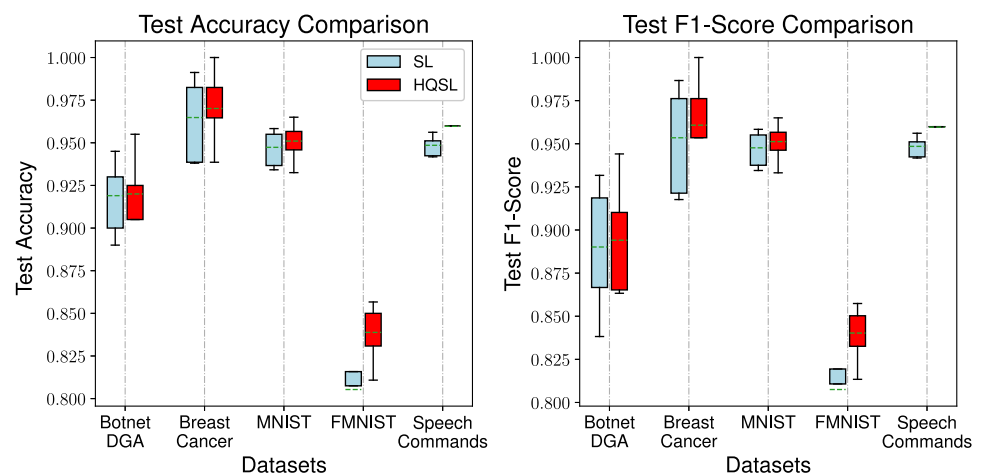 Test Accuracy Comparison
Test Accuracy
1.000
0.975
0.950
0.925
0.900
0.875
0.850
0.825
0.800
SL
HQSL
Botnet DGA
Breast Cancer
MNIST
FMNIST
Speech Commands
Datasets
Test F1-Score Comparison
Test F1-Score
1.000
0.975
0.950
0.925
0.900
0.875
0.850
0.825
0.800
Botnet DGA
Breast Cancer
MNIST
FMNIST
Speech Commands
Datasets